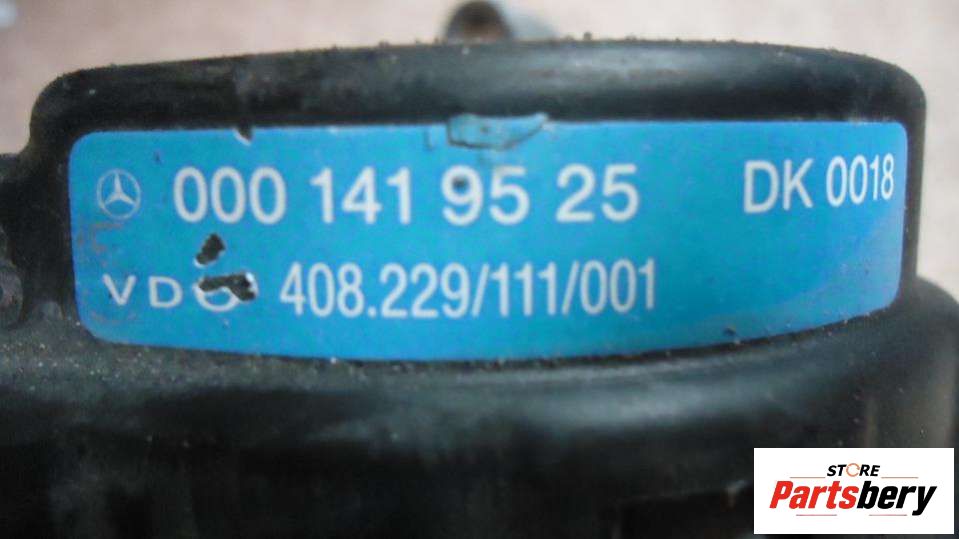 000 141 95 25 DK 0018
VDO 408.229/111/001
STORE
Partsbery